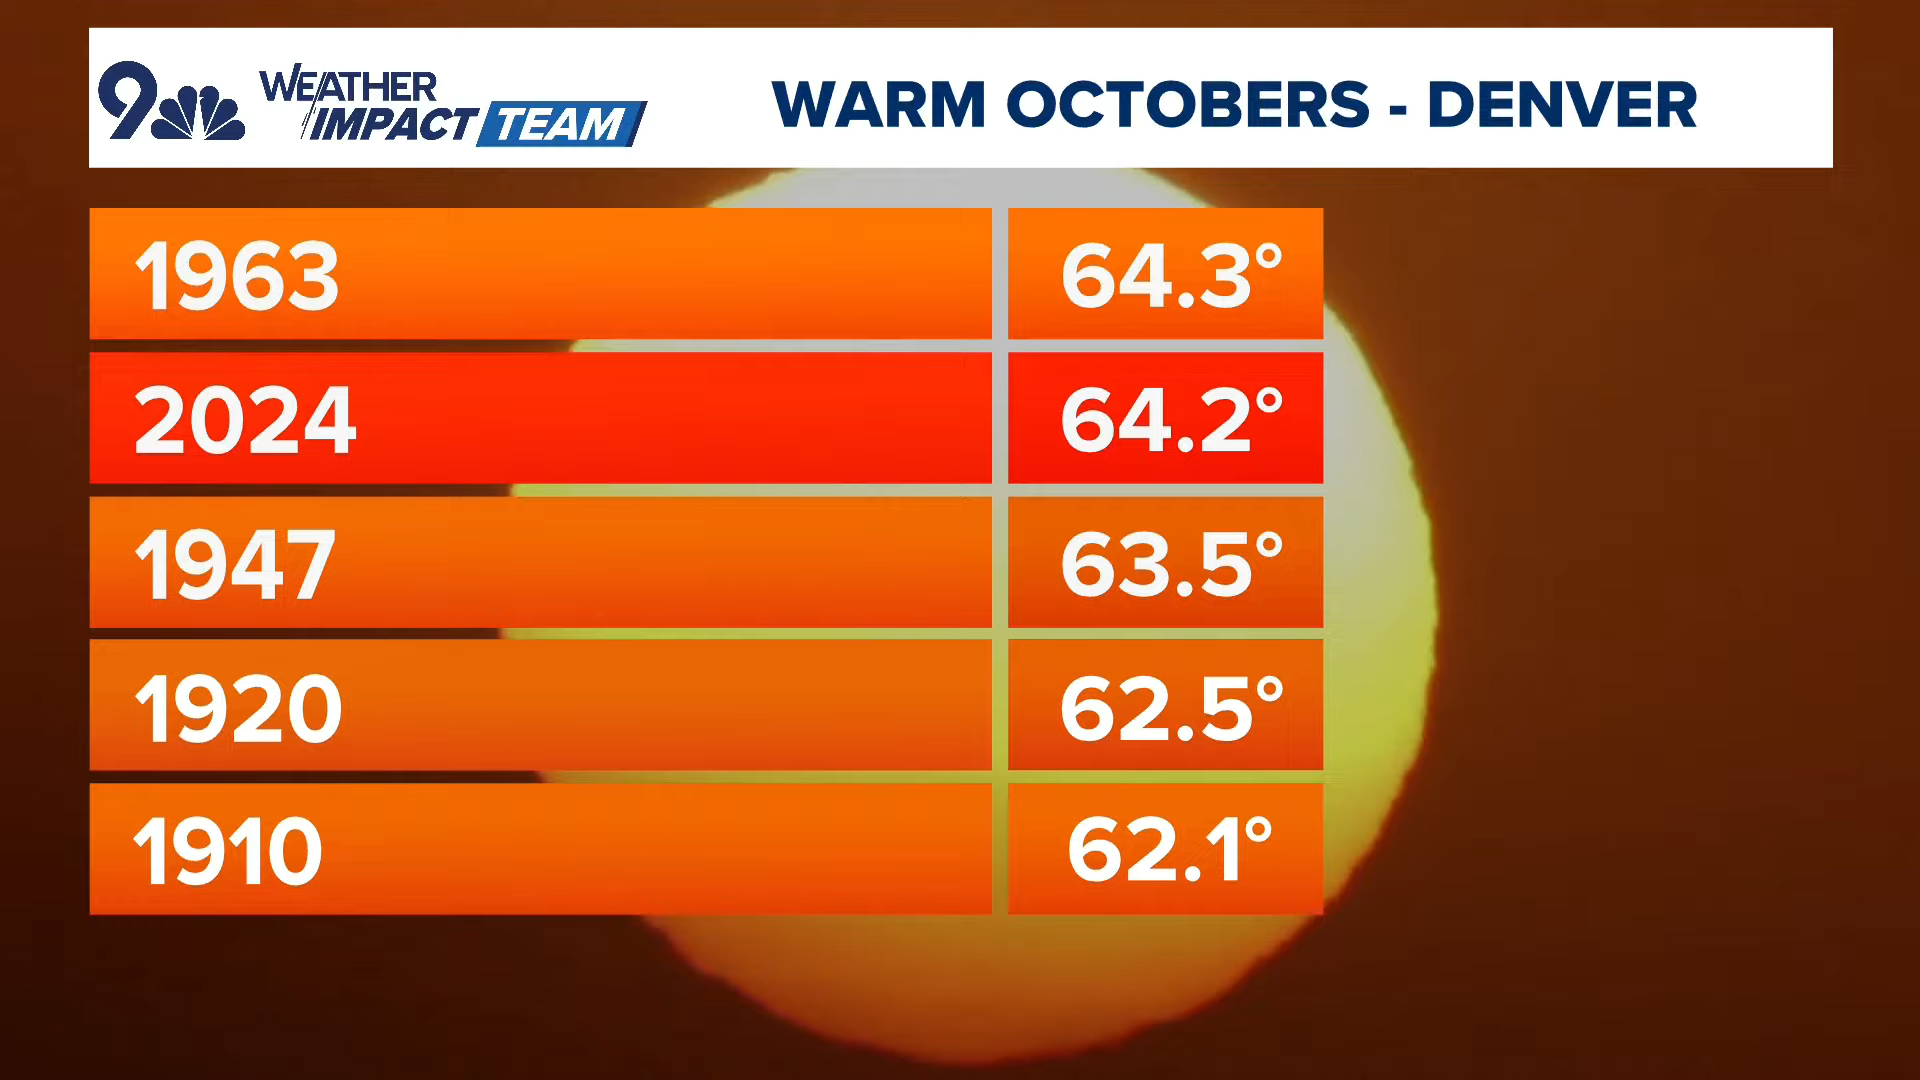 9 WEATHER IMPACT TEAM
WARM OCTOBERS - DENVER
1963 64.3°
2024 64.2°
1947 63.5°
1920 62.5°
1910 62.1°